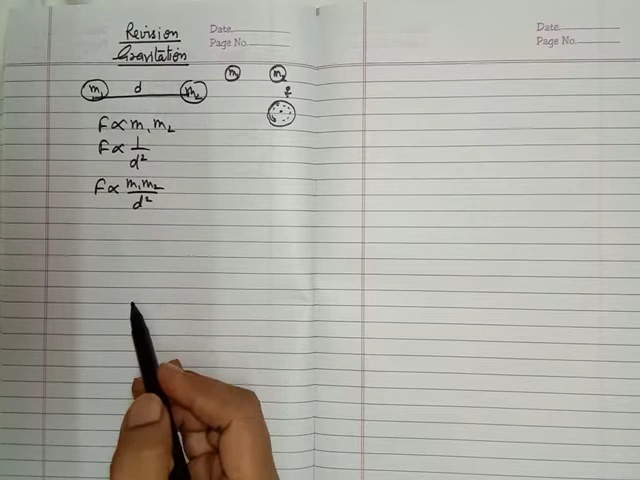 Revision
Gravitation
Date
Page No.
Date
Page No.
m₁ d m₂
m₁ m₂
F ∝ m₁ m₂
F ∝ 1/d²
F ∝ m₁m₂/d²